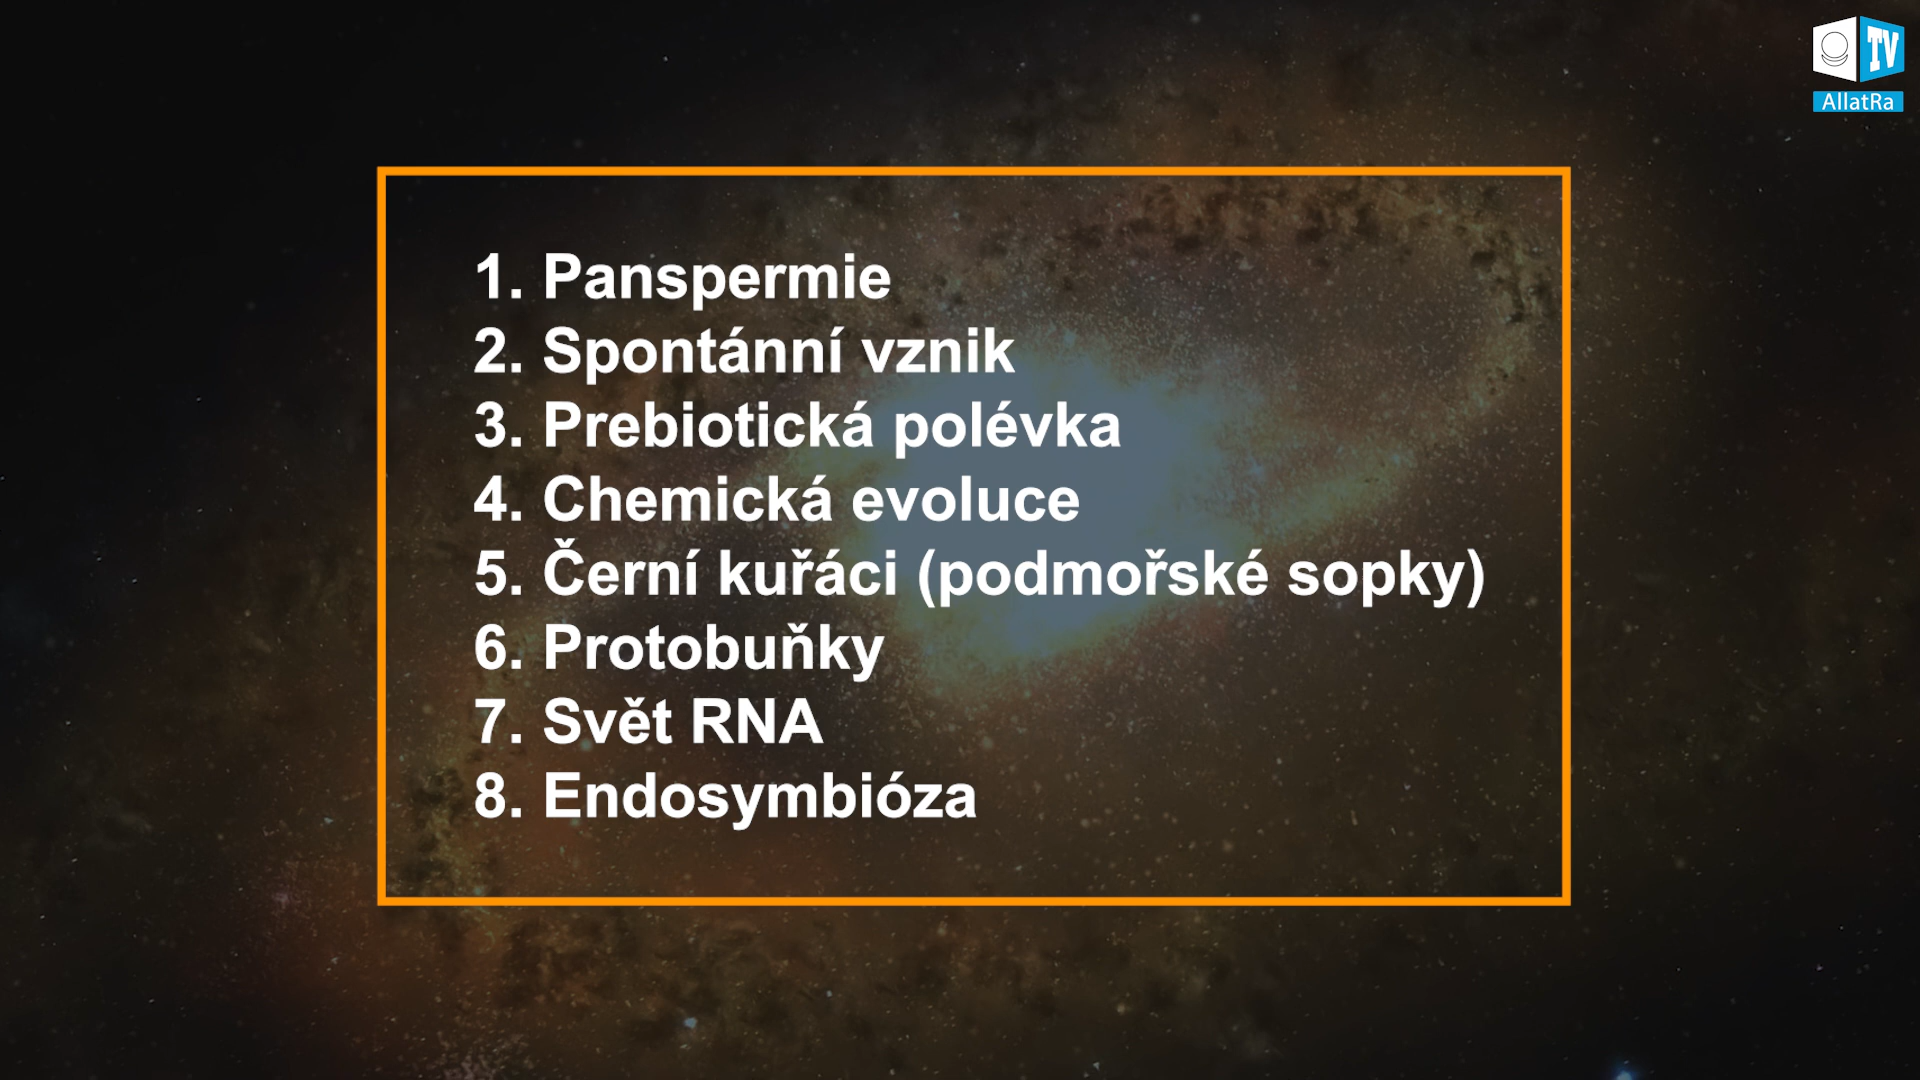 TV
AllatRa
1. Panspermie
2. Spontánní vznik
3. Prebiotická polévka
4. Chemická evoluce
5. Černí kuřáci (podmořské sopky)
6. Protobuňky
7. Svět RNA
8. Endosymbióza